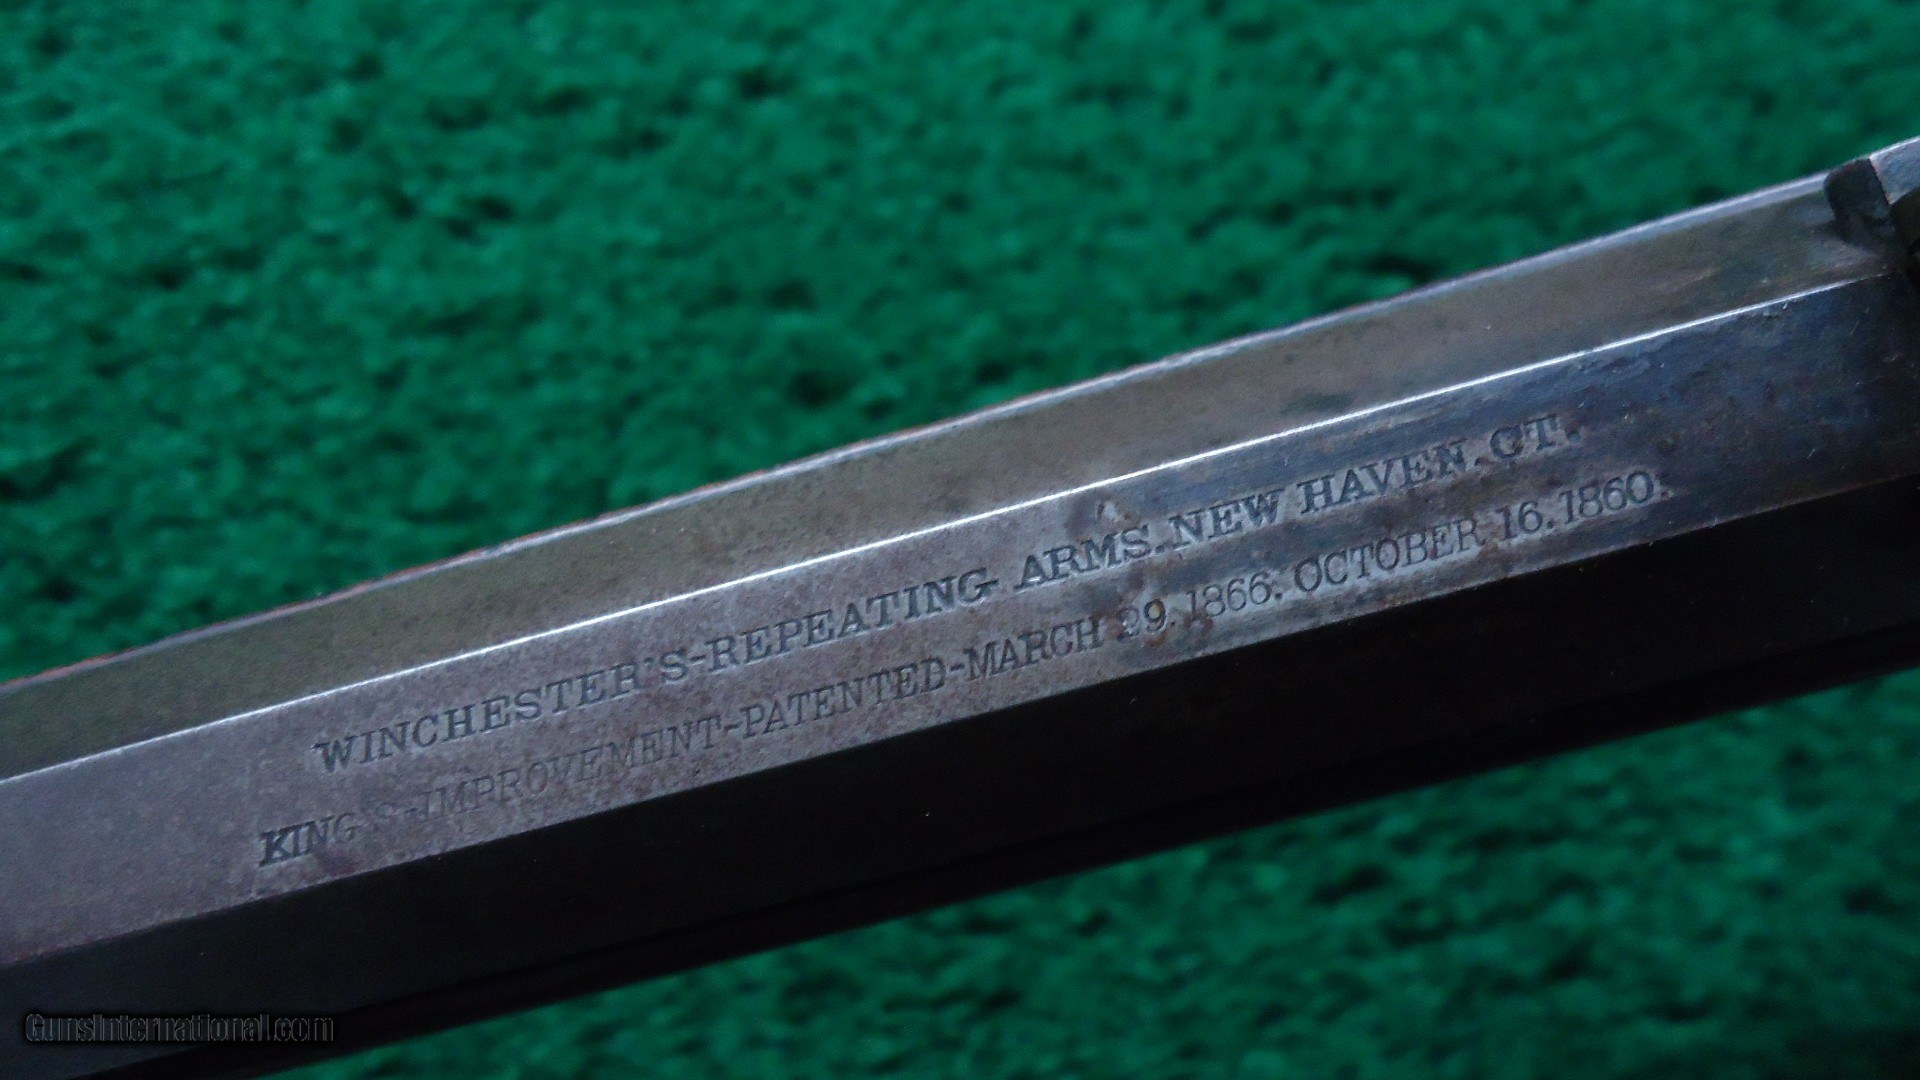 WINCHESTER'S-REPEATING ARMS. NEW HAVEN. CT.
KING'S-IMPROVEMENT-PATENTED-MARCH 29. 1866. OCTOBER 16. 1860.
GunsInternational.com